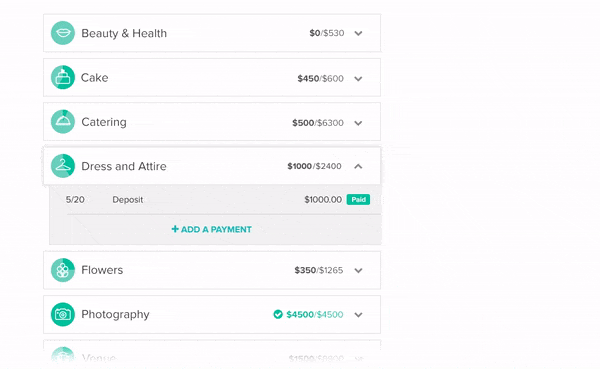 Beauty & Health $0/$530
Cake $450/$600
Catering $500/$6300
Dress and Attire $1000/$2400
5/20 Deposit $1000.00 Paid
+ ADD A PAYMENT
Flowers $350/$1265
Photography $4500/$4500
Venue